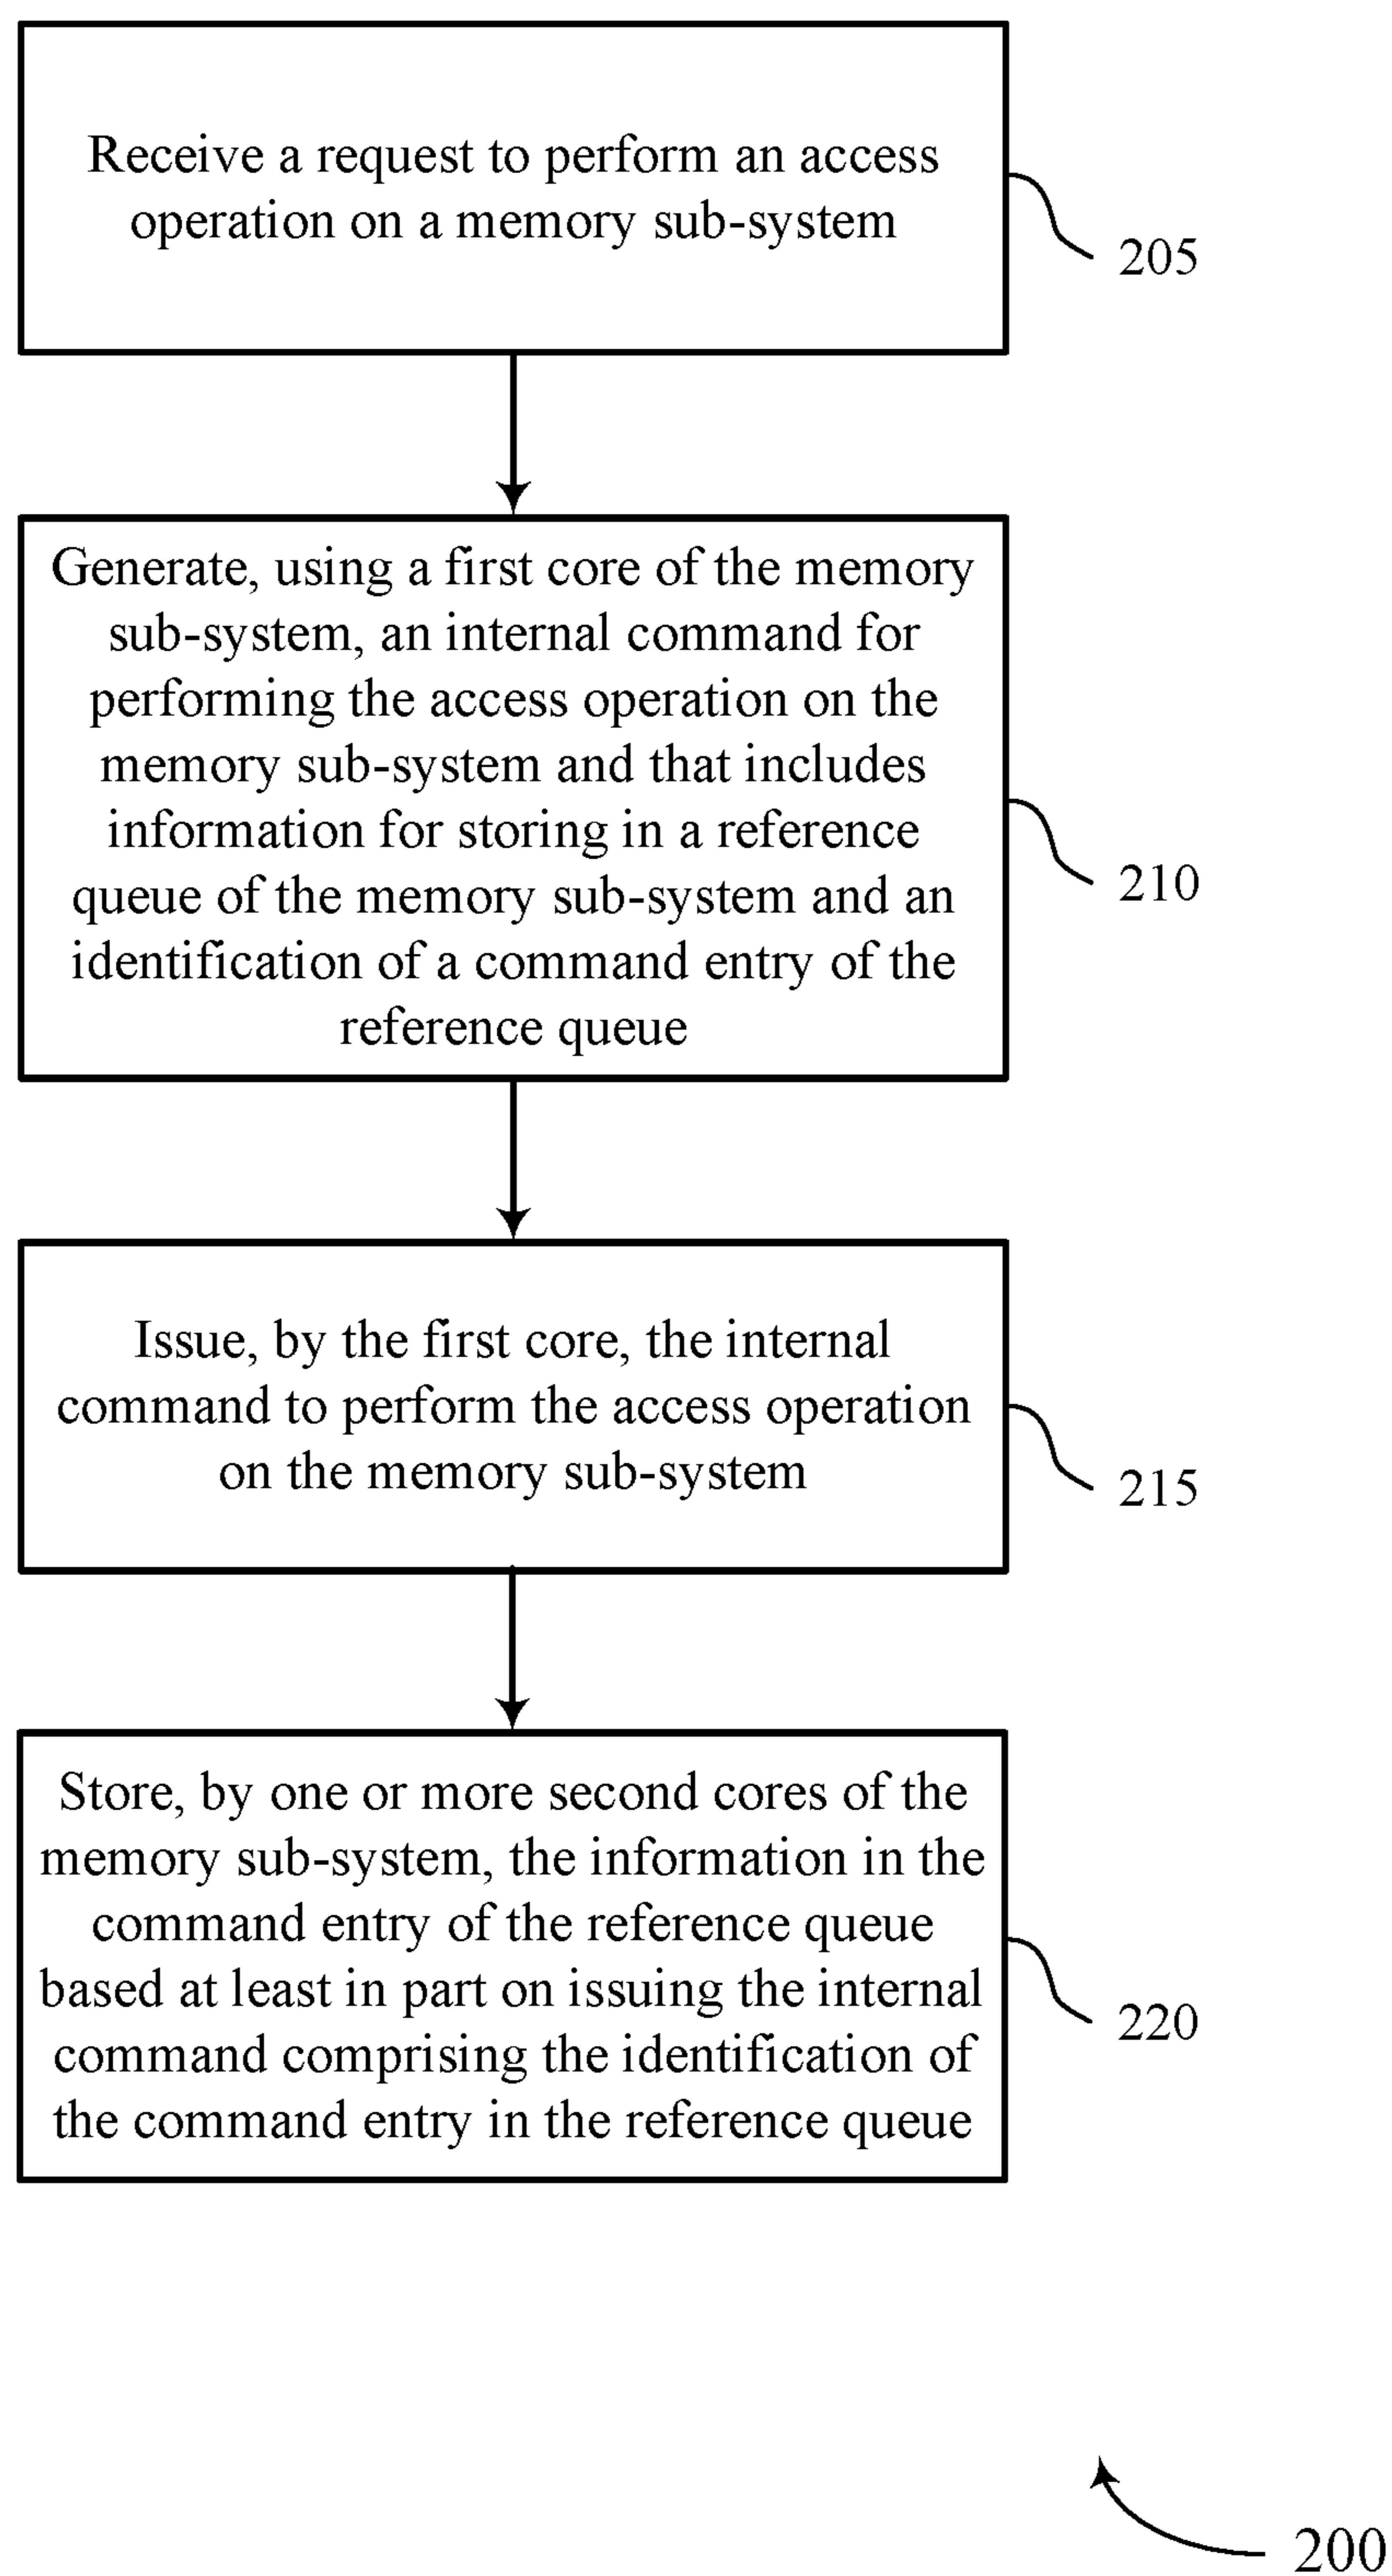 Receive a request to perform an access
operation on a memory sub-system
205
Generate, using a first core of the memory
sub-system, an internal command for
performing the access operation on the
memory sub-system and that includes
information for storing in a reference
queue of the memory sub-system and an
identification of a command entry of the
reference queue
210
Issue, by the first core, the internal
command to perform the access operation
on the memory sub-system
215
Store, by one or more second cores of the
memory sub-system, the information in the
command entry of the reference queue
based at least in part on issuing the internal
command comprising the identification of
the command entry in the reference queue
220
200